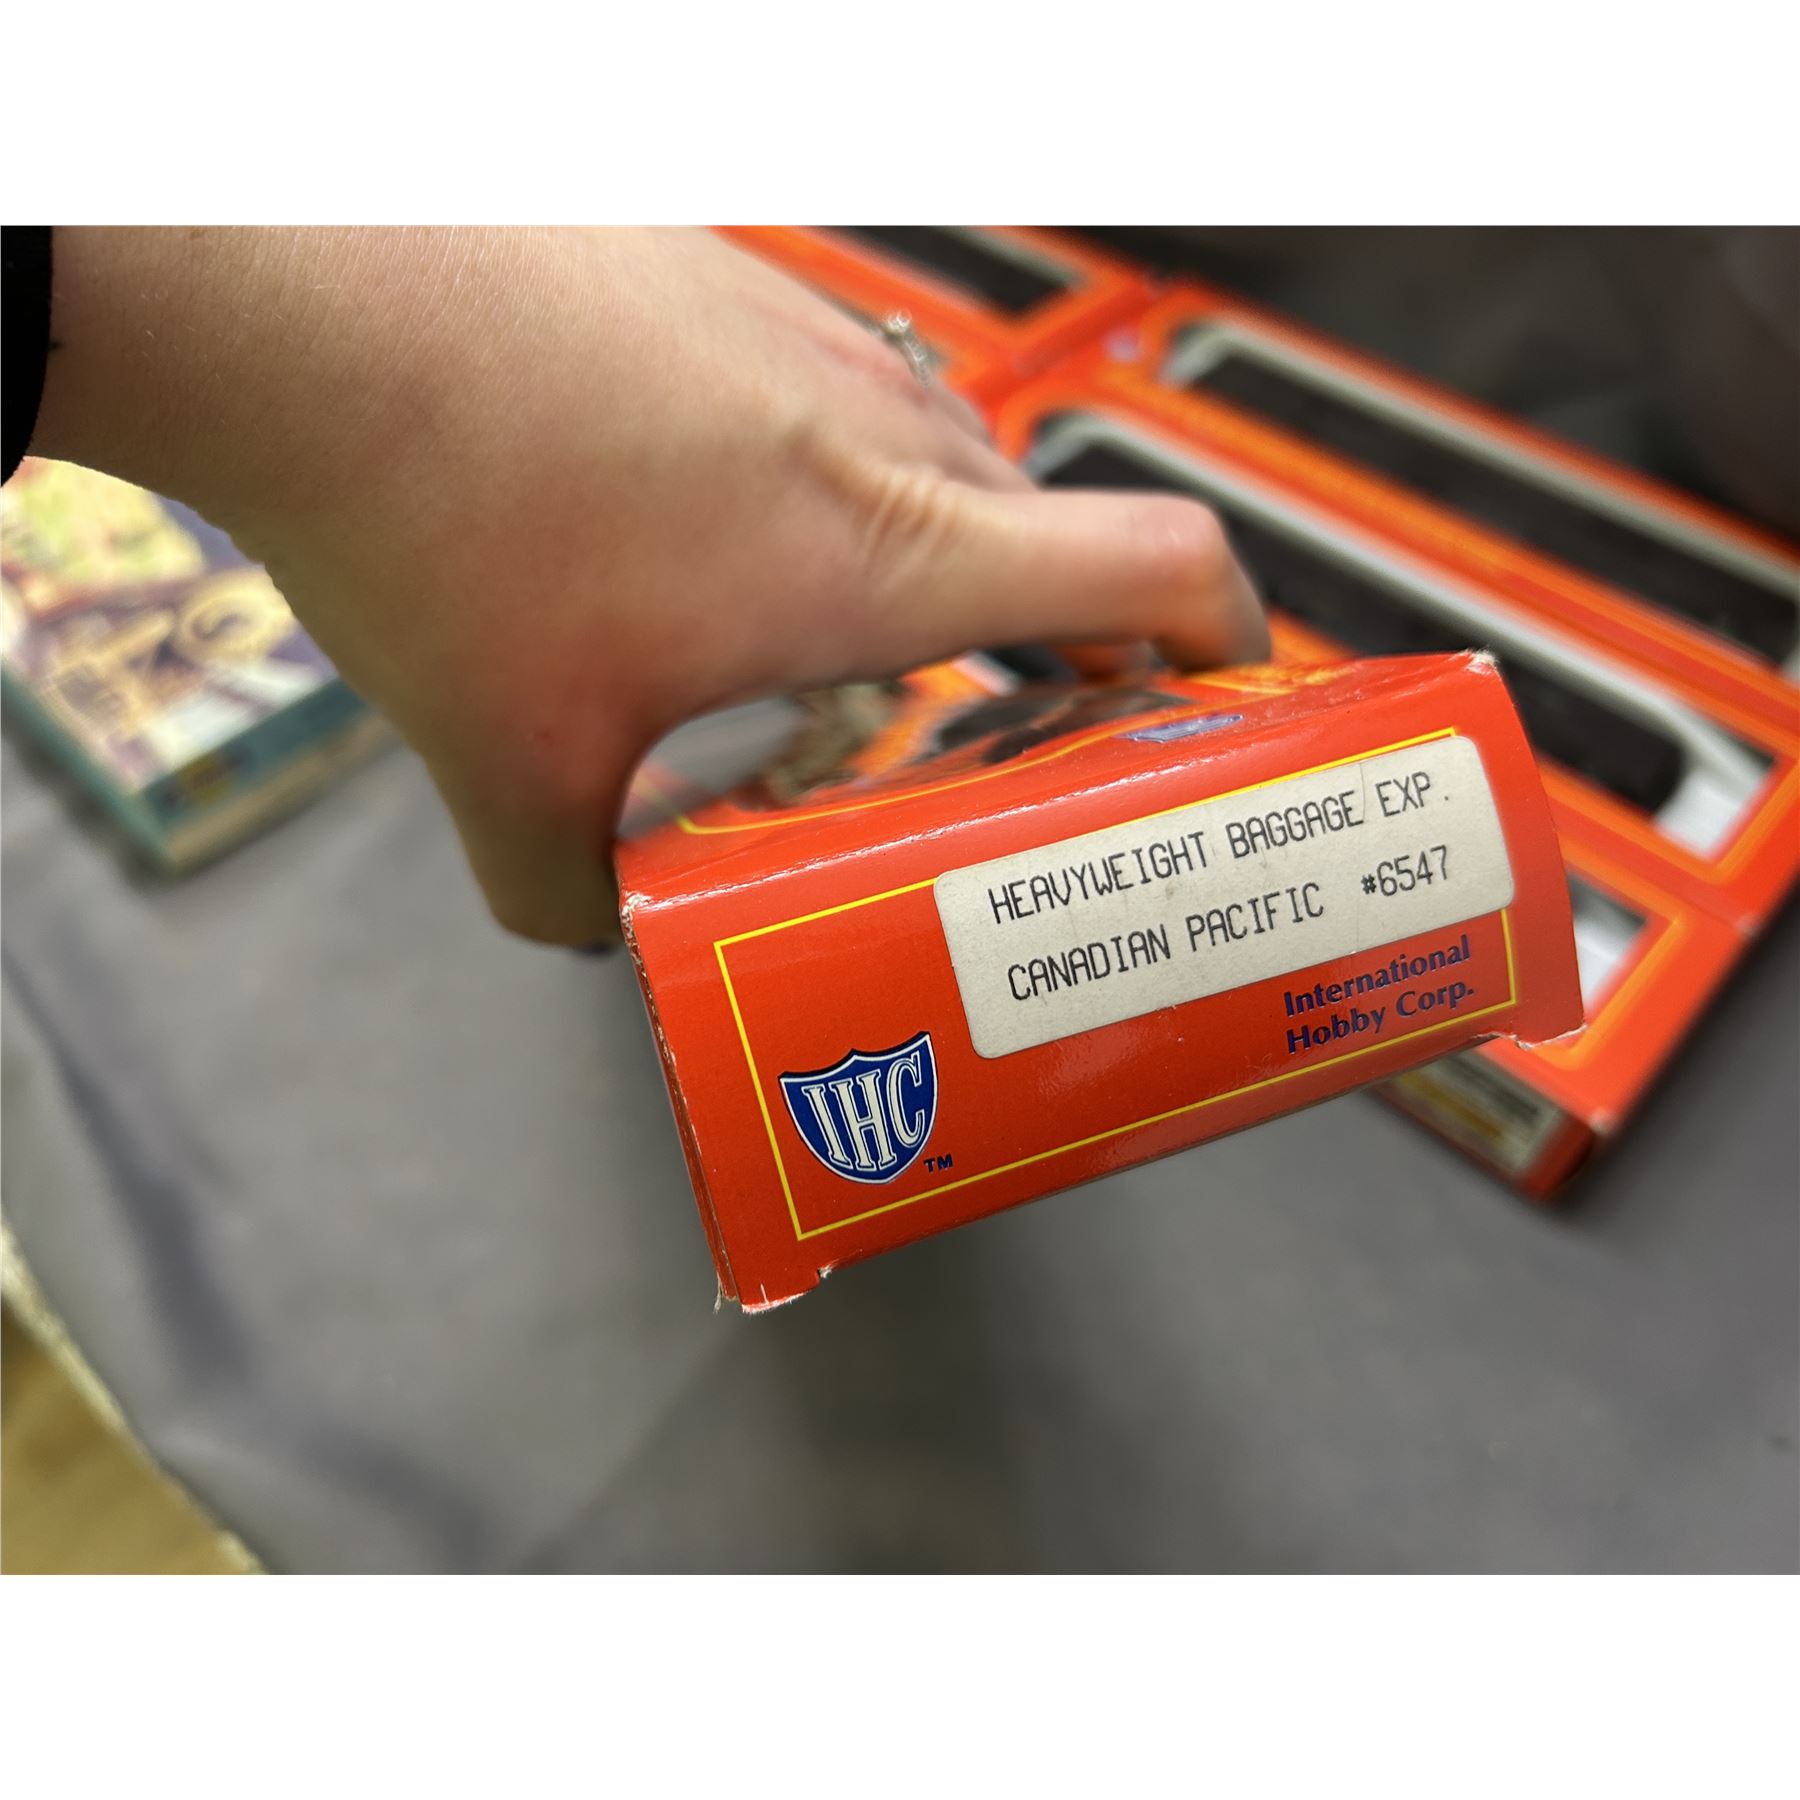 HEAVYWEIGHT BAGGAGE EXP.
CANADIAN PACIFIC #6547
International
Hobby Corp.
IHC TM